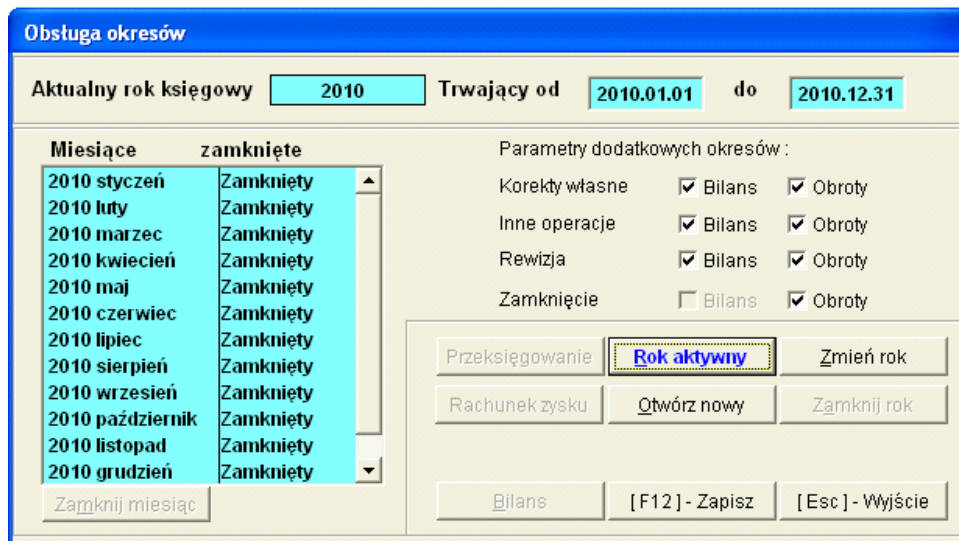 Obsługa okresów
Aktualny rok księgowy 2010 Trwający od 2010.01.01 do 2010.12.31
Miesiące zamknięte
2010 styczeń Zamknięty
2010 luty Zamknięty
2010 marzec Zamknięty
2010 kwiecień Zamknięty
2010 maj Zamknięty
2010 czerwiec Zamknięty
2010 lipiec Zamknięty
2010 sierpień Zamknięty
2010 wrzesień Zamknięty
2010 październik Zamknięty
2010 listopad Zamknięty
2010 grudzień Zamknięty
Zamknij miesiąc
Parametry dodatkowych okresów :
Korekty własne Bilans Obroty
Inne operacje Bilans Obroty
Rewizja Bilans Obroty
Zamknięcie Bilans Obroty
Przeksięgowanie Rok aktywny Zmień rok
Rachunek zysku Otwórz nowy Zamknij rok
Bilans [ F12 ] - Zapisz [ Esc ] - Wyjście